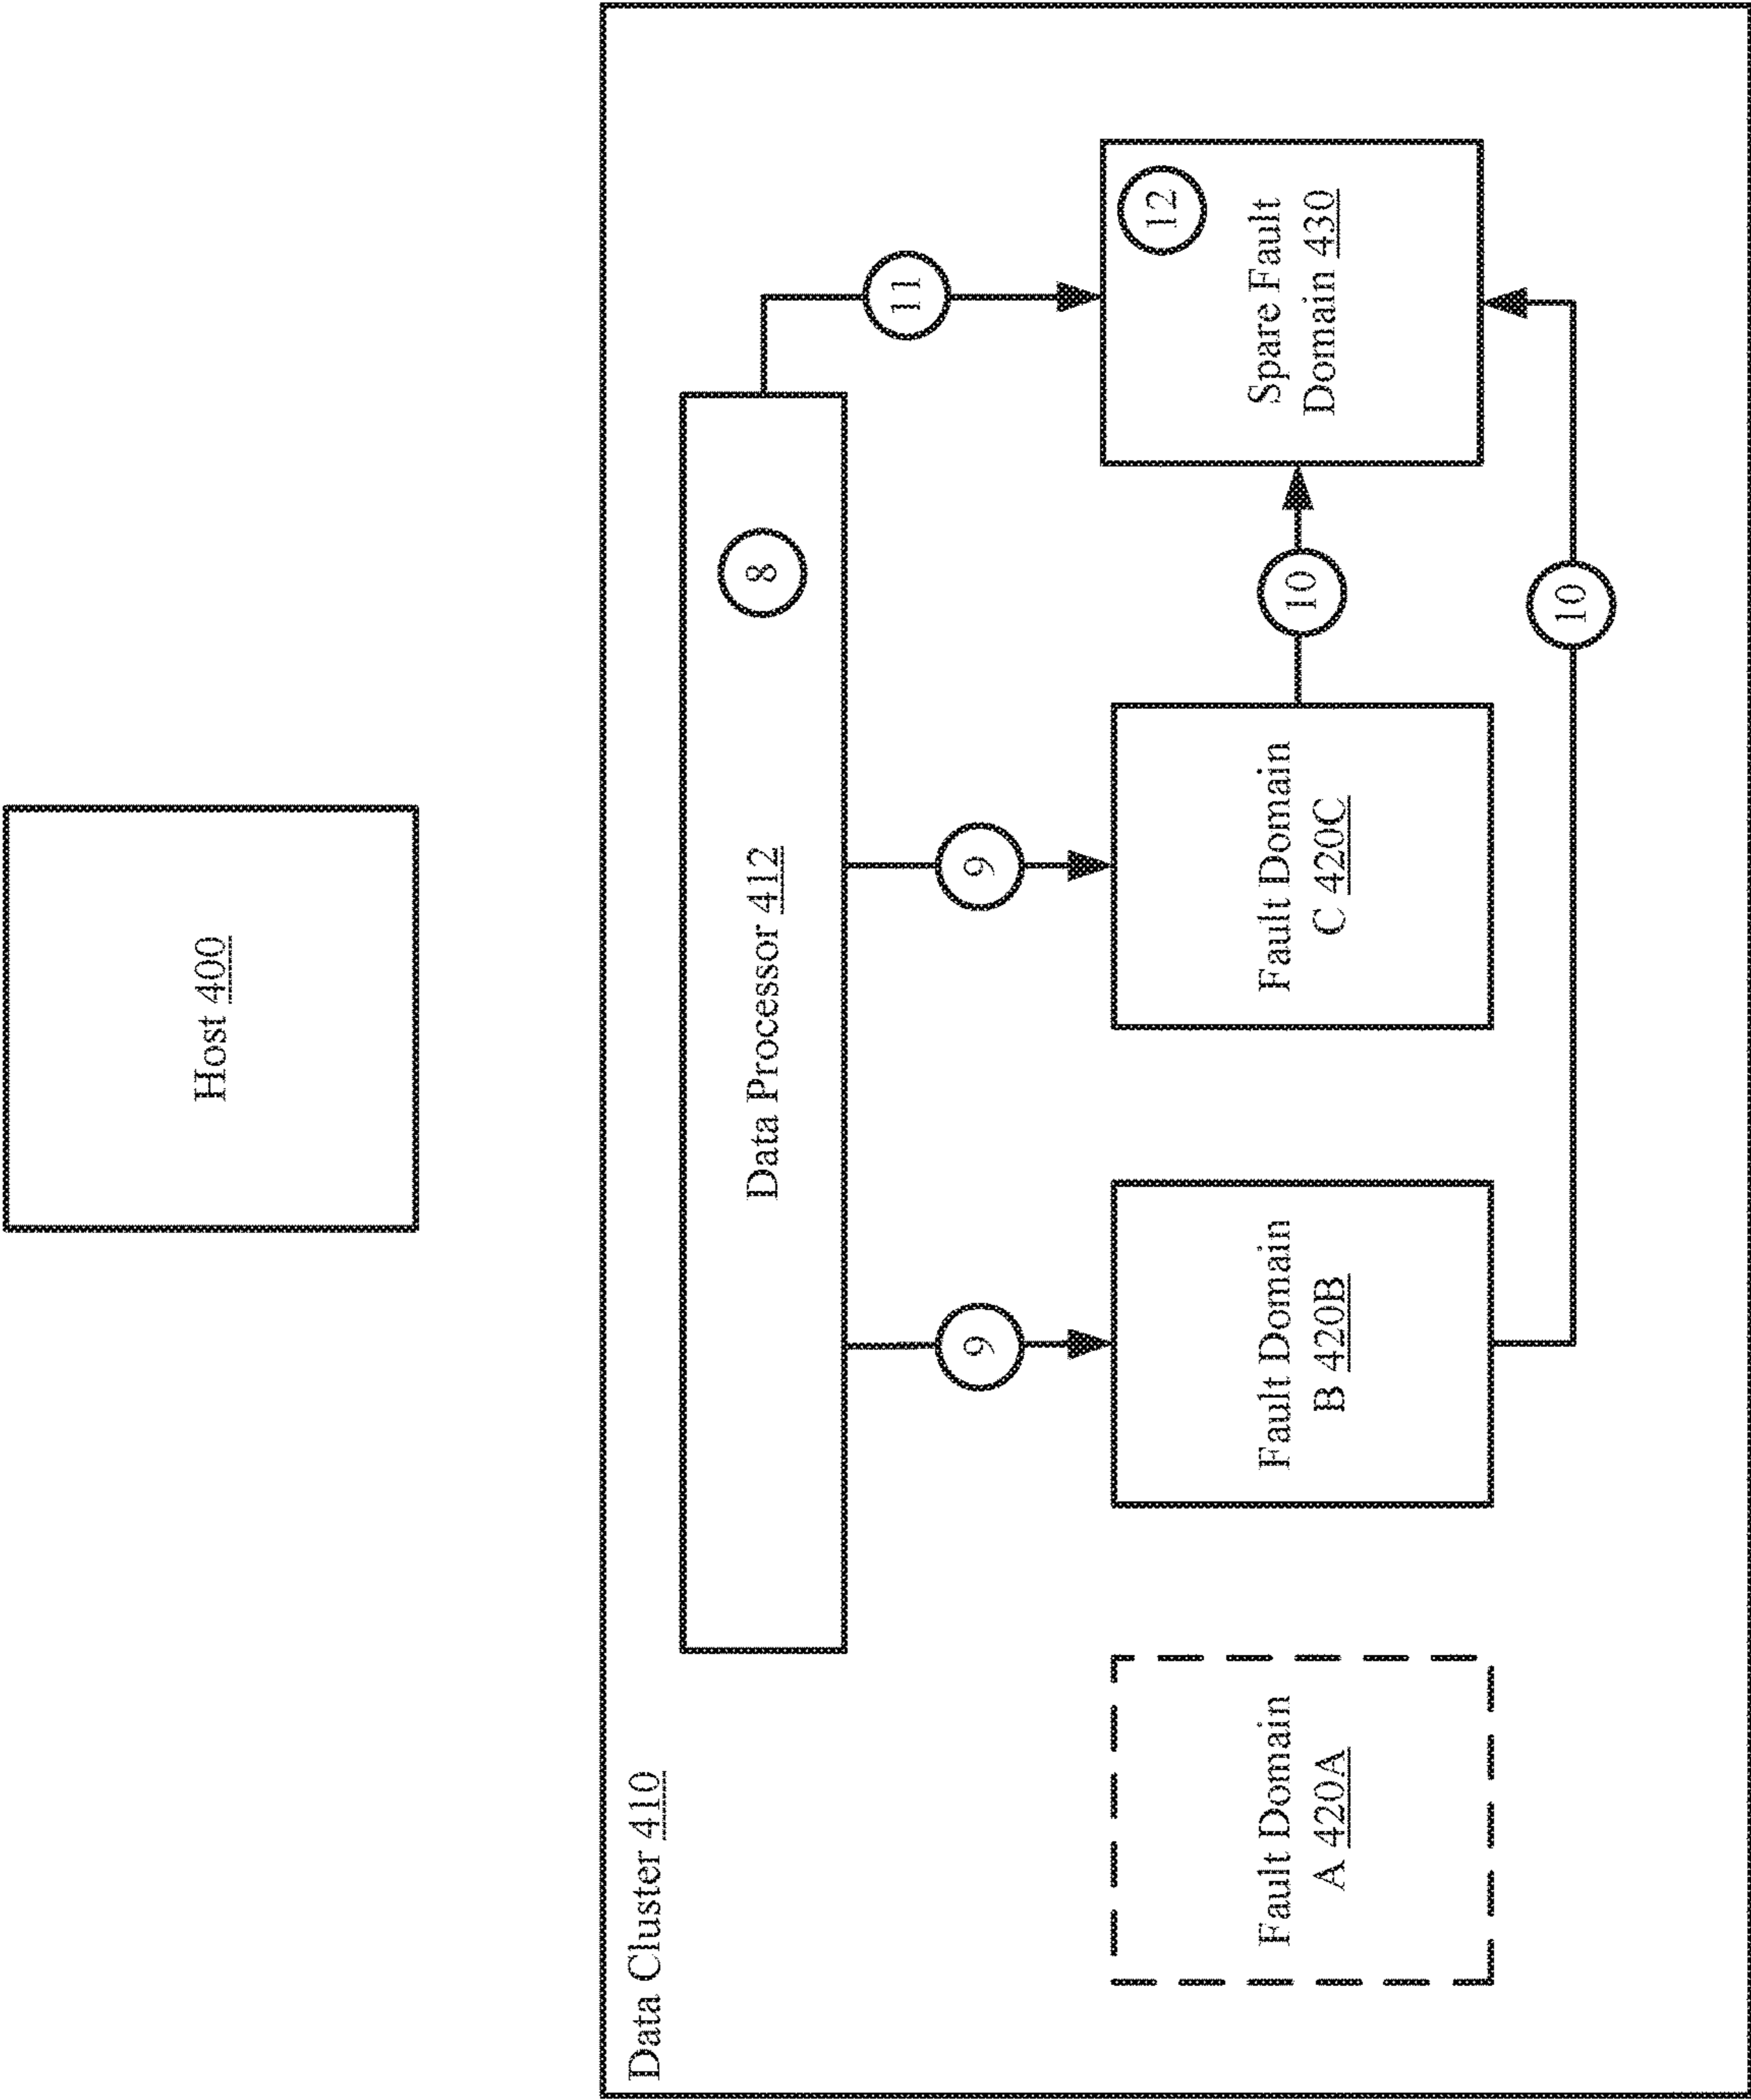 Host 400
Data Cluster 410
Data Processor 412
8
9
9
11
Fault Domain
A 420A
Fault Domain
B 420B
Fault Domain
C 420C
10
12
Spare Fault
Domain 430
10